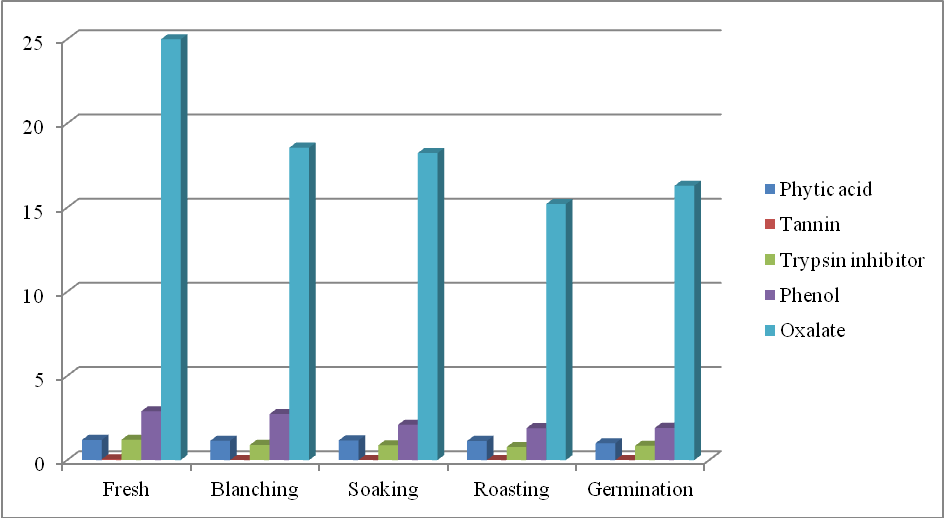 25
20
15
10
5
0
Fresh Blanching Soaking Roasting Germination
Phytic acid
Tannin
Trypsin inhibitor
Phenol
Oxalate